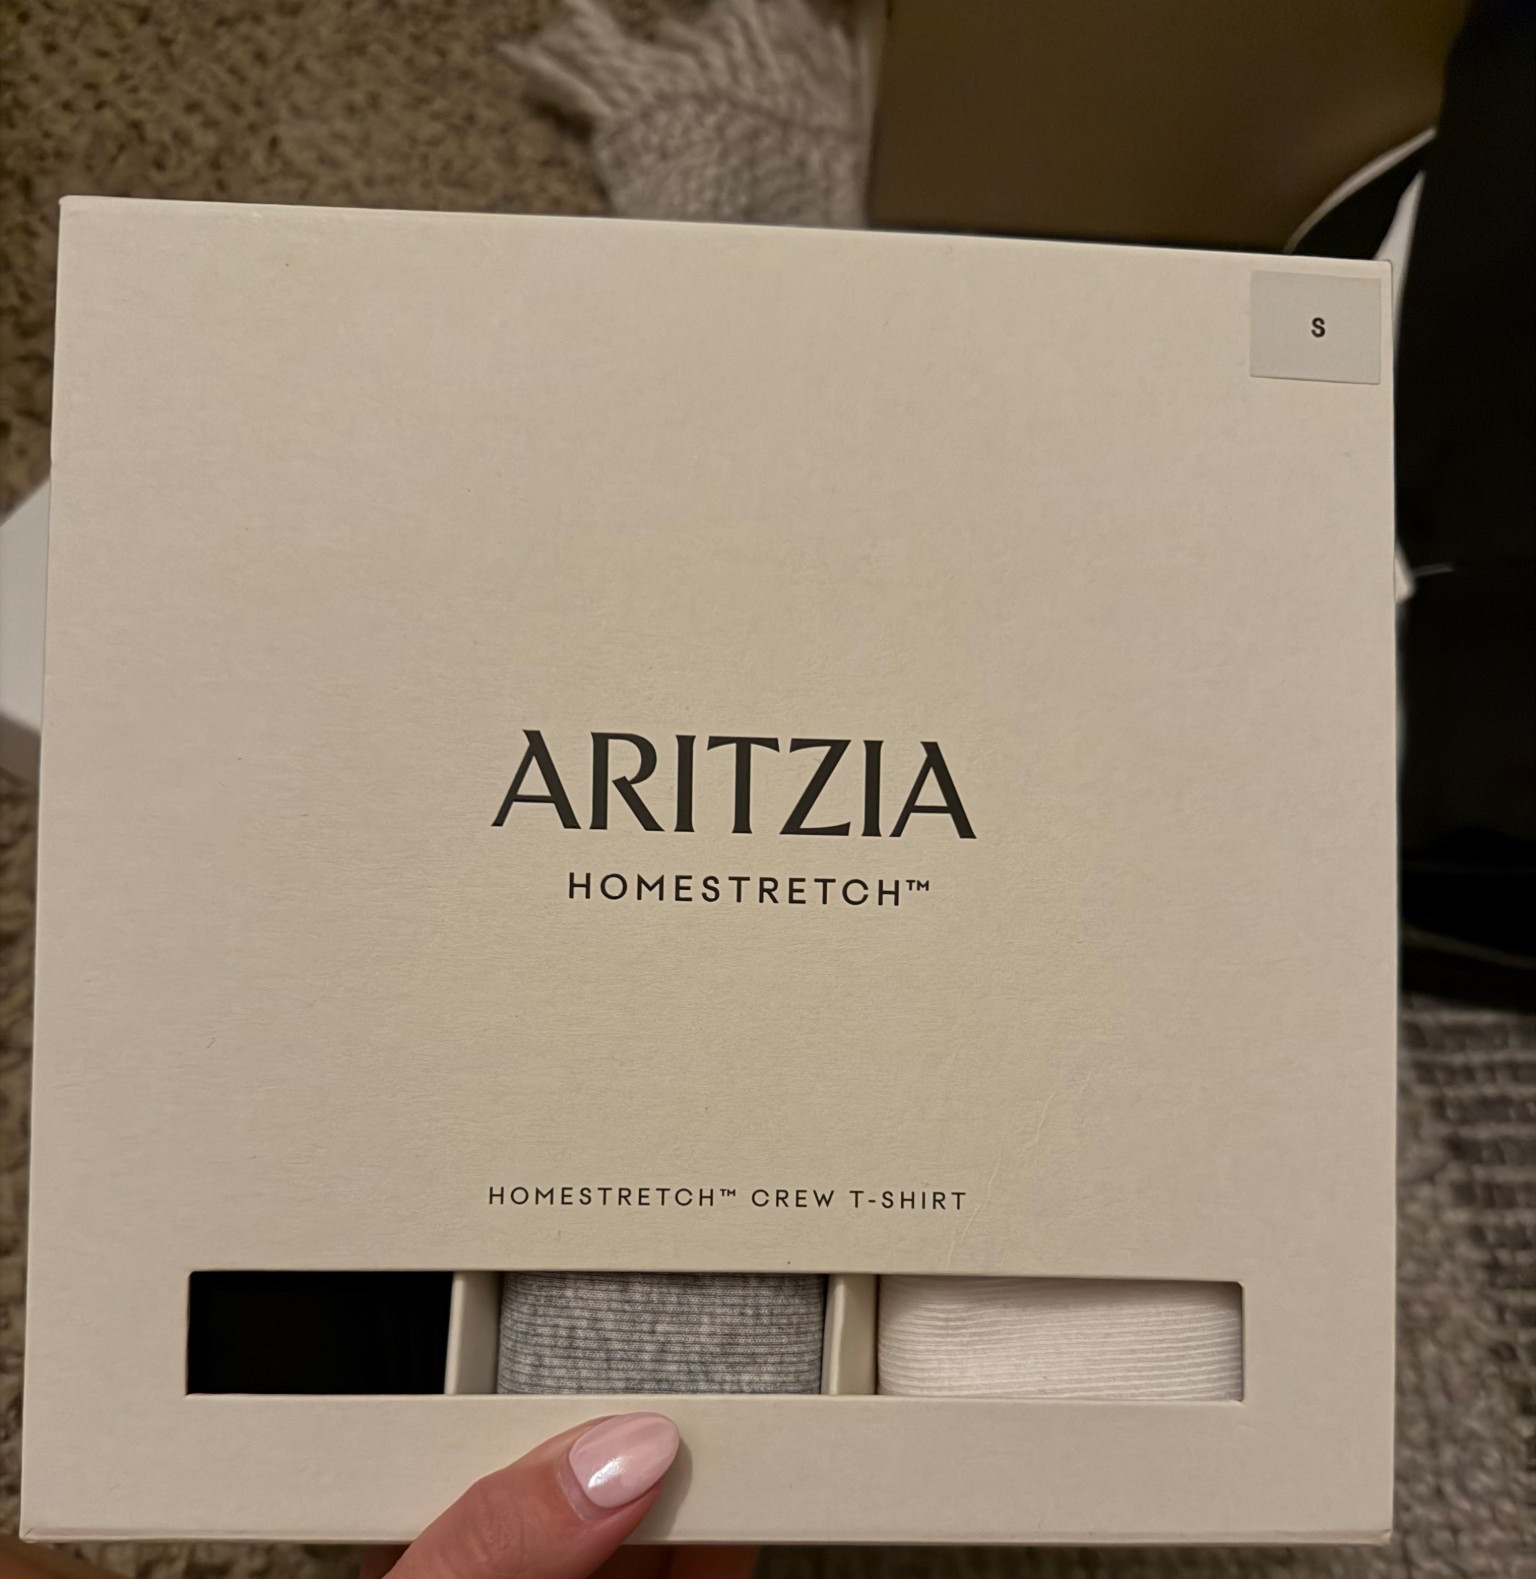 S
ARITZIA
HOMESTRETCH™
HOMESTRETCH™ CREW T-SHIRT